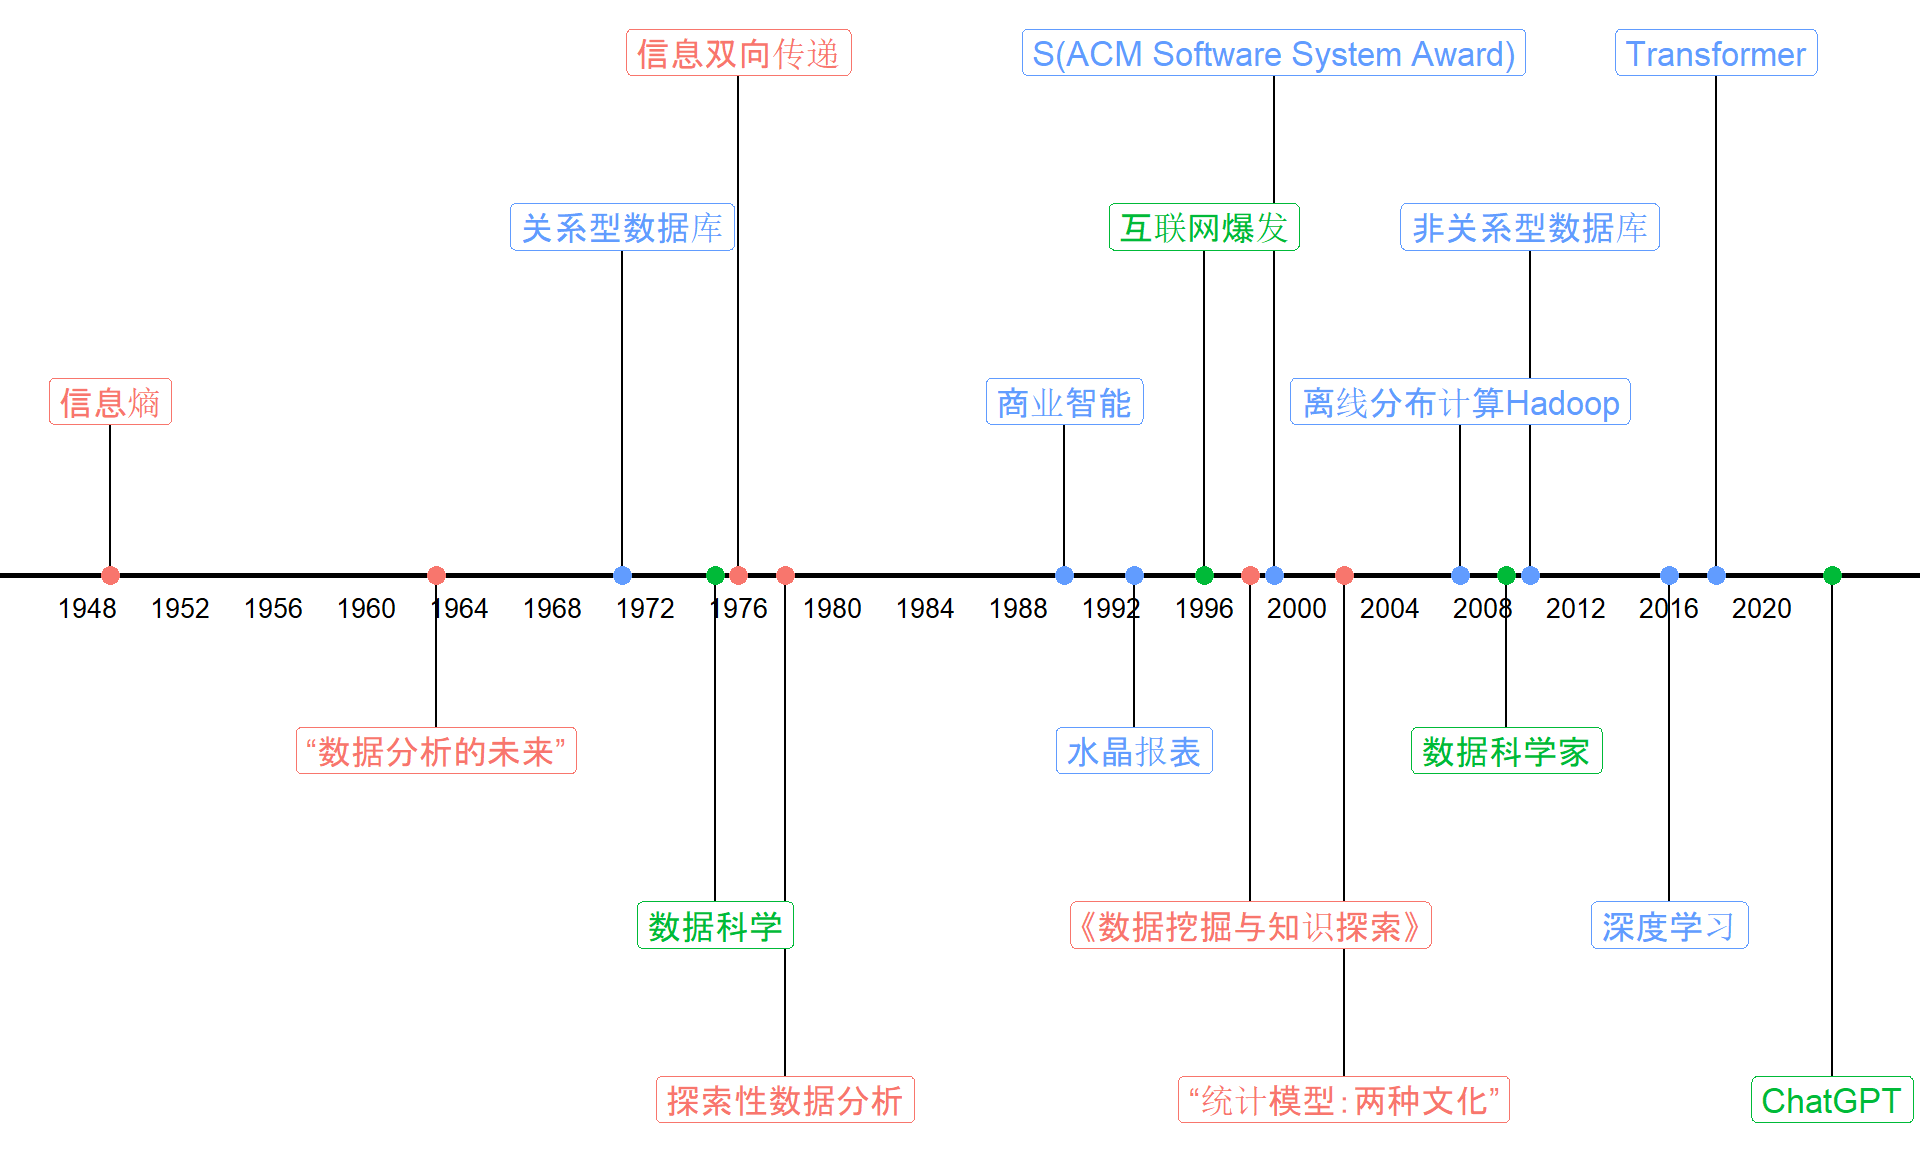 信息双向传递
S(ACM Software System Award)
Transformer
关系型数据库
互联网爆发
非关系型数据库
信息熵
商业智能
离线分布计算Hadoop
1948 1952 1956 1960 1964 1968 1972 1976 1980 1984 1988 1992 1996 2000 2004 2008 2012 2016 2020
“数据分析的未来”
水晶报表
数据科学家
数据科学
《数据挖掘与知识探索》
深度学习
探索性数据分析
“统计模型:两种文化”
ChatGPT